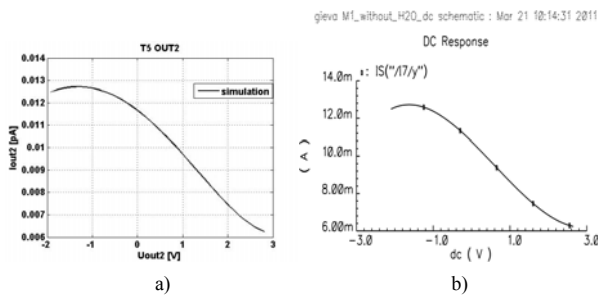 gieva M1_without_H2O_dc schematic : Mar 21 10:14:31 2011
T5 OUT2
0.014
0.013
0.012
0.011
0.01
0.009
0.008
0.007
0.006
Iout2 [pA]
simulation
-2
-1
0
1
2
3
Uout2 [V]
a)
DC Response
: IS("/I7/y")
14.0m
12.0m
10.0m
8.00m
6.00m
( A )
-3.0
-1.0
1.0
3.0
dc ( V )
b)